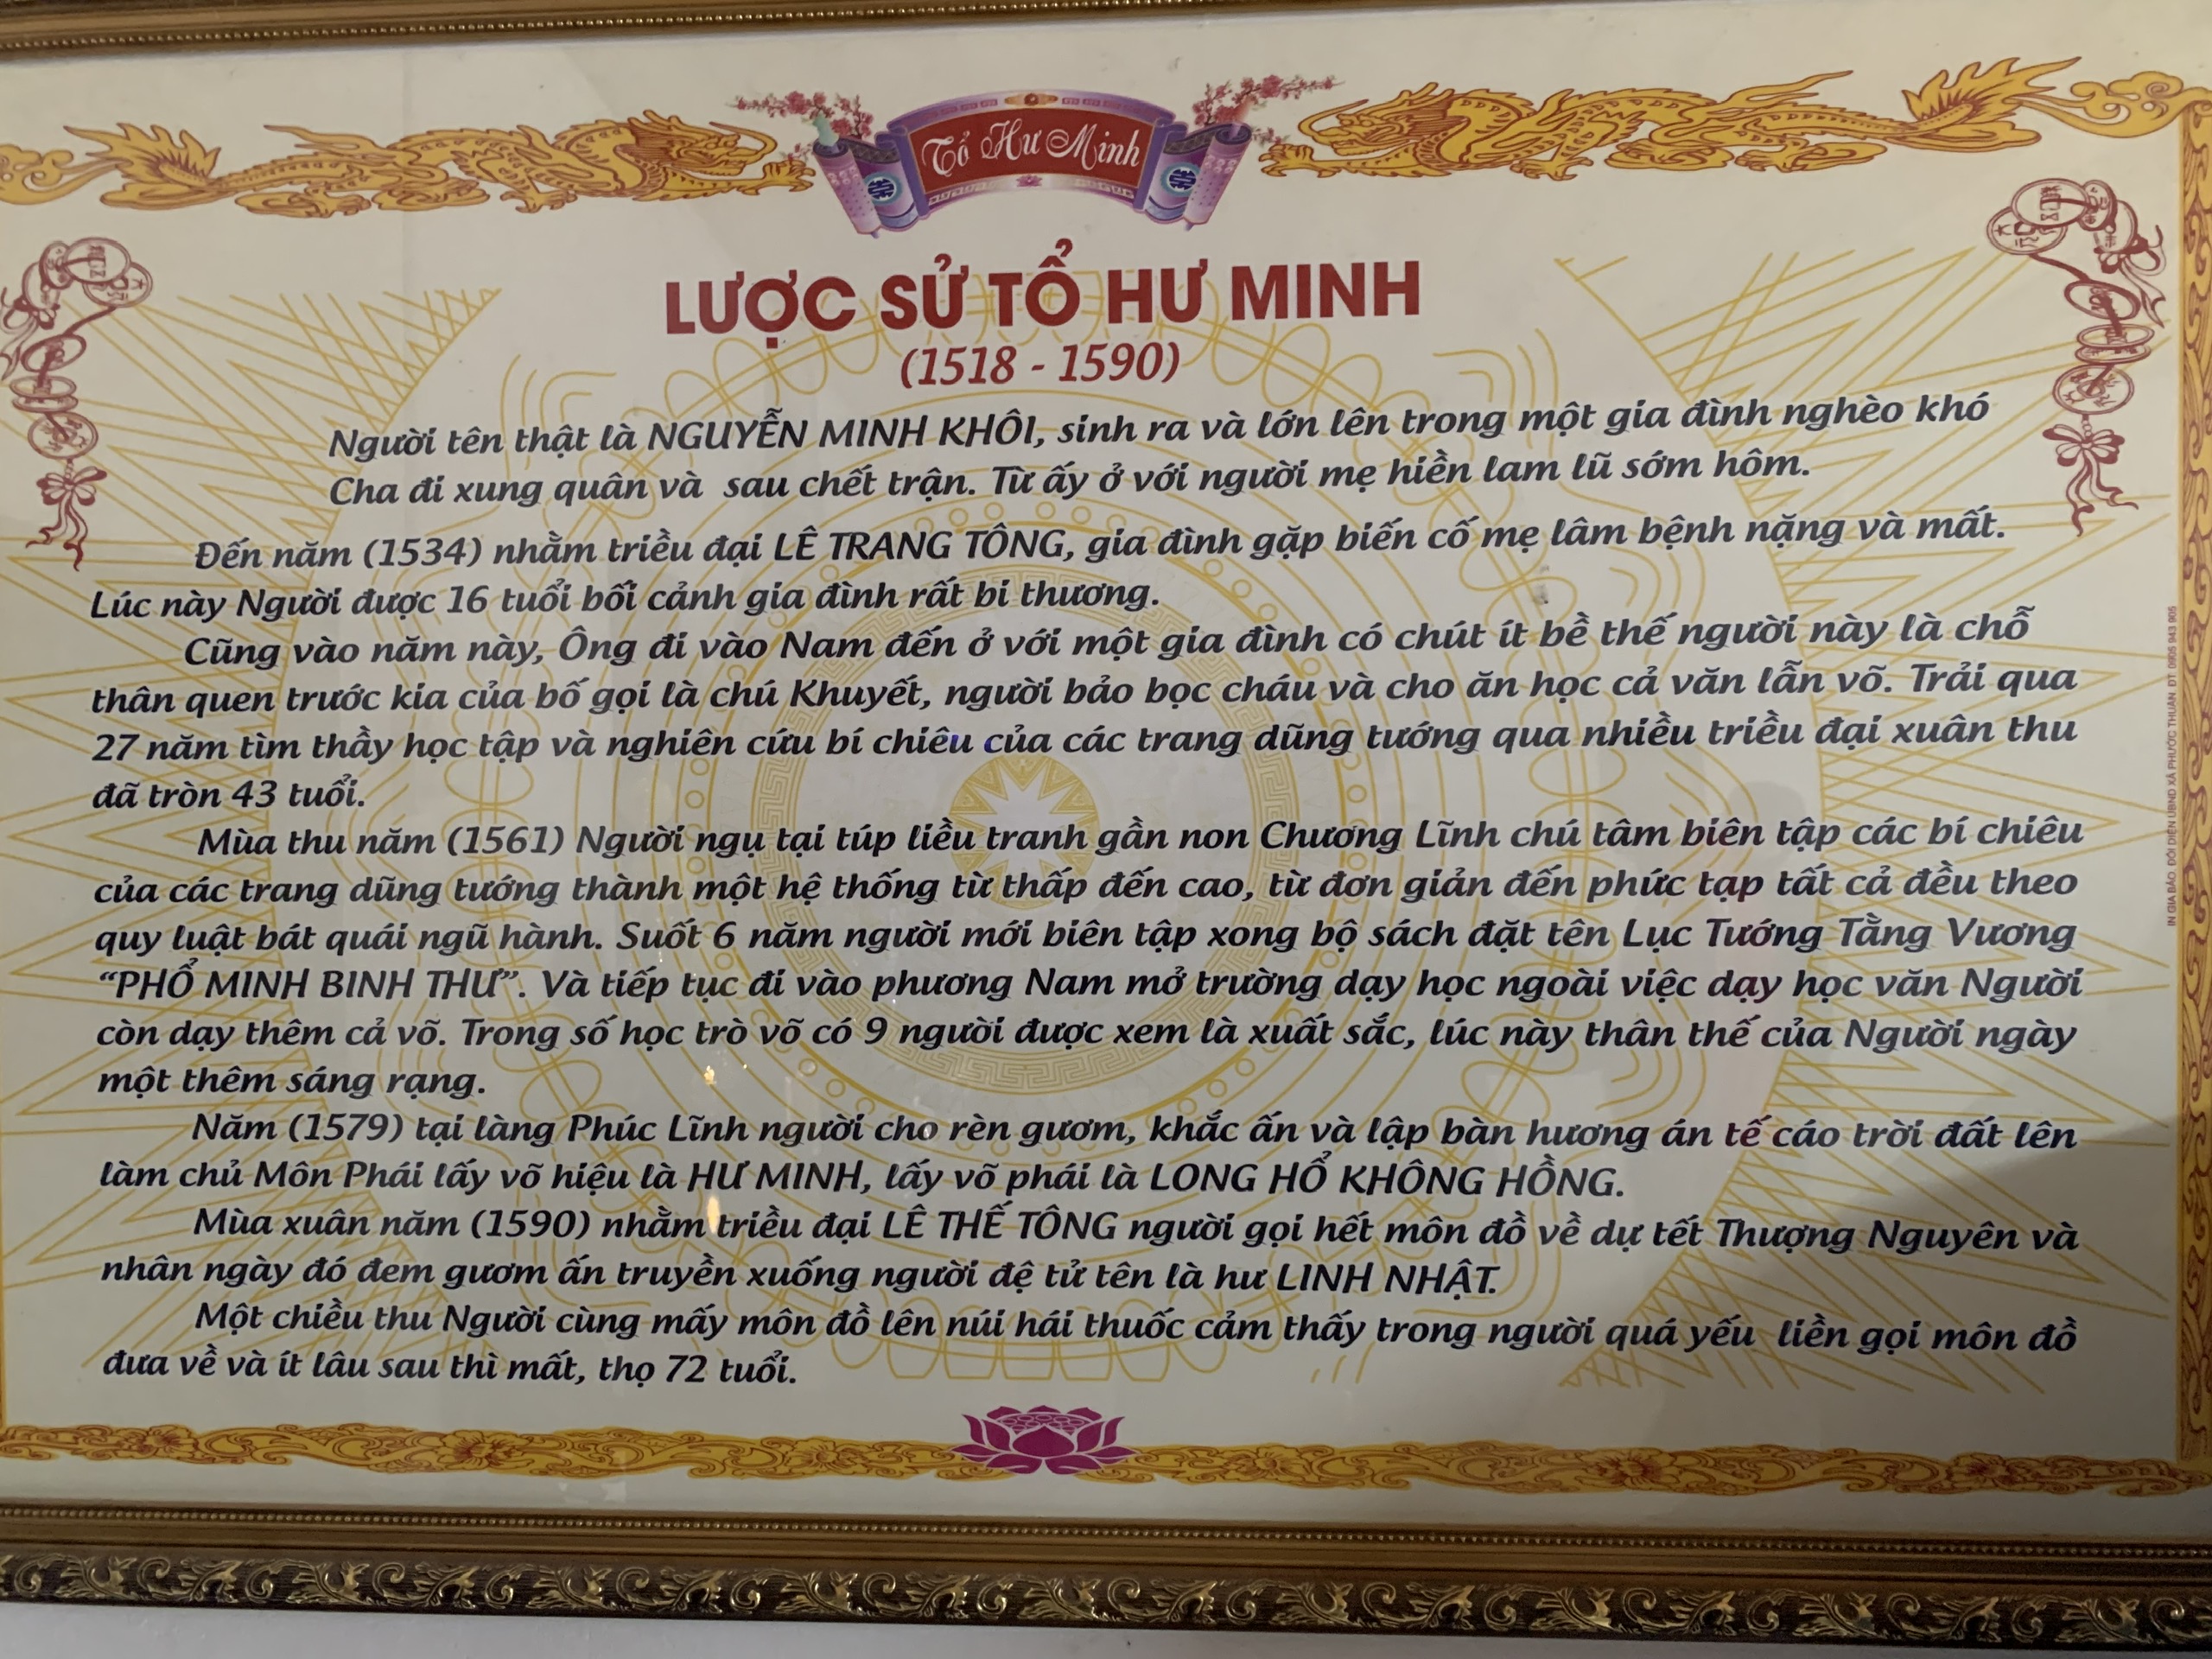 Tổ Hư Minh
LƯỢC SỬ TỔ HƯ MINH
(1518 - 1590)
Người tên thật là NGUYỄN MINH KHÔI, sinh ra và lớn lên trong một gia đình nghèo khó
Cha đi xung quân và sau chết trận. Từ ấy ở với người mẹ hiền lam lũ sớm hôm.
Đến năm (1534) nhằm triều đại LÊ TRANG TÔNG, gia đình gặp biến cố mẹ lâm bệnh nặng và mất.
Lúc này Người được 16 tuổi bối cảnh gia đình rất bi thương.
Cũng vào năm này, Ông đi vào Nam đến ở với một gia đình có chút ít bề thế người này là chỗ
thân quen trước kia của bố gọi là chú Khuyết, người bảo bọc cháu và cho ăn học cả văn lẫn võ. Trải qua
27 năm tìm thầy học tập và nghiên cứu bí chiêu của các trang dũng tướng qua nhiều triều đại xuân thu
đã tròn 43 tuổi.
Mùa thu năm (1561) Người ngụ tại túp liều tranh gần non Chương Lĩnh chú tâm biên tập các bí chiêu
của các trang dũng tướng thành một hệ thống từ thấp đến cao, từ đơn giản đến phức tạp tất cả đều theo
quy luật bát quái ngũ hành. Suốt 6 năm người mới biên tập xong bộ sách đặt tên Lục Tướng Tằng Vương
“PHỔ MINH BINH THƯ”. Và tiếp tục đi vào phương Nam mở trường dạy học ngoài việc dạy học văn Người
còn dạy thêm cả võ. Trong số học trò võ có 9 người được xem là xuất sắc, lúc này thân thế của Người ngày
một thêm sáng rạng.
Năm (1579) tại làng Phúc Lĩnh người cho rèn gươm, khắc ấn và lập bàn hương án tế cáo trời đất lên
làm chủ Môn Phái lấy võ hiệu là HƯ MINH, lấy võ phái là LONG HỔ KHÔNG HỒNG.
Mùa xuân năm (1590) nhằm triều đại LÊ THẾ TÔNG người gọi hết môn đồ về dự tết Thượng Nguyên và
nhân ngày đó đem gươm ấn truyền xuống người đệ tử tên là hư LINH NHẬT.
Một chiều thu Người cùng mấy môn đồ lên núi hái thuốc cảm thấy trong người quá yếu liền gọi môn đồ
đưa về và ít lâu sau thì mất, thọ 72 tuổi.
IN GIA BẢO. ĐỐI DIỆN UBND XÃ PHƯỚC THUẬN. ĐT: 0905 943 905